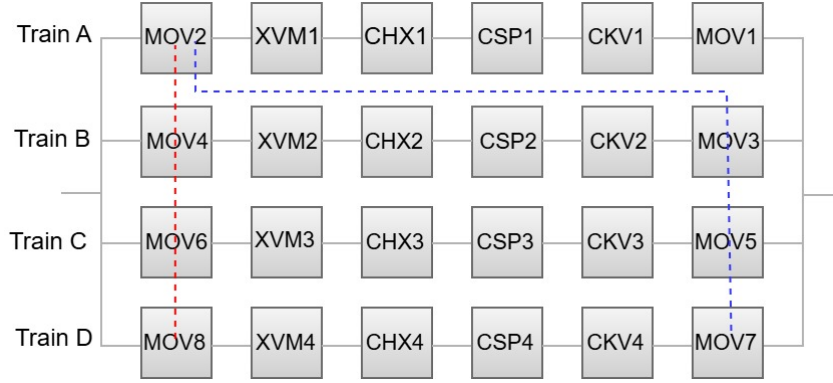 Train A MOV2 XVM1 CHX1 CSP1 CKV1 MOV1
Train B MOV4 XVM2 CHX2 CSP2 CKV2 MOV3
Train C MOV6 XVM3 CHX3 CSP3 CKV3 MOV5
Train D MOV8 XVM4 CHX4 CSP4 CKV4 MOV7